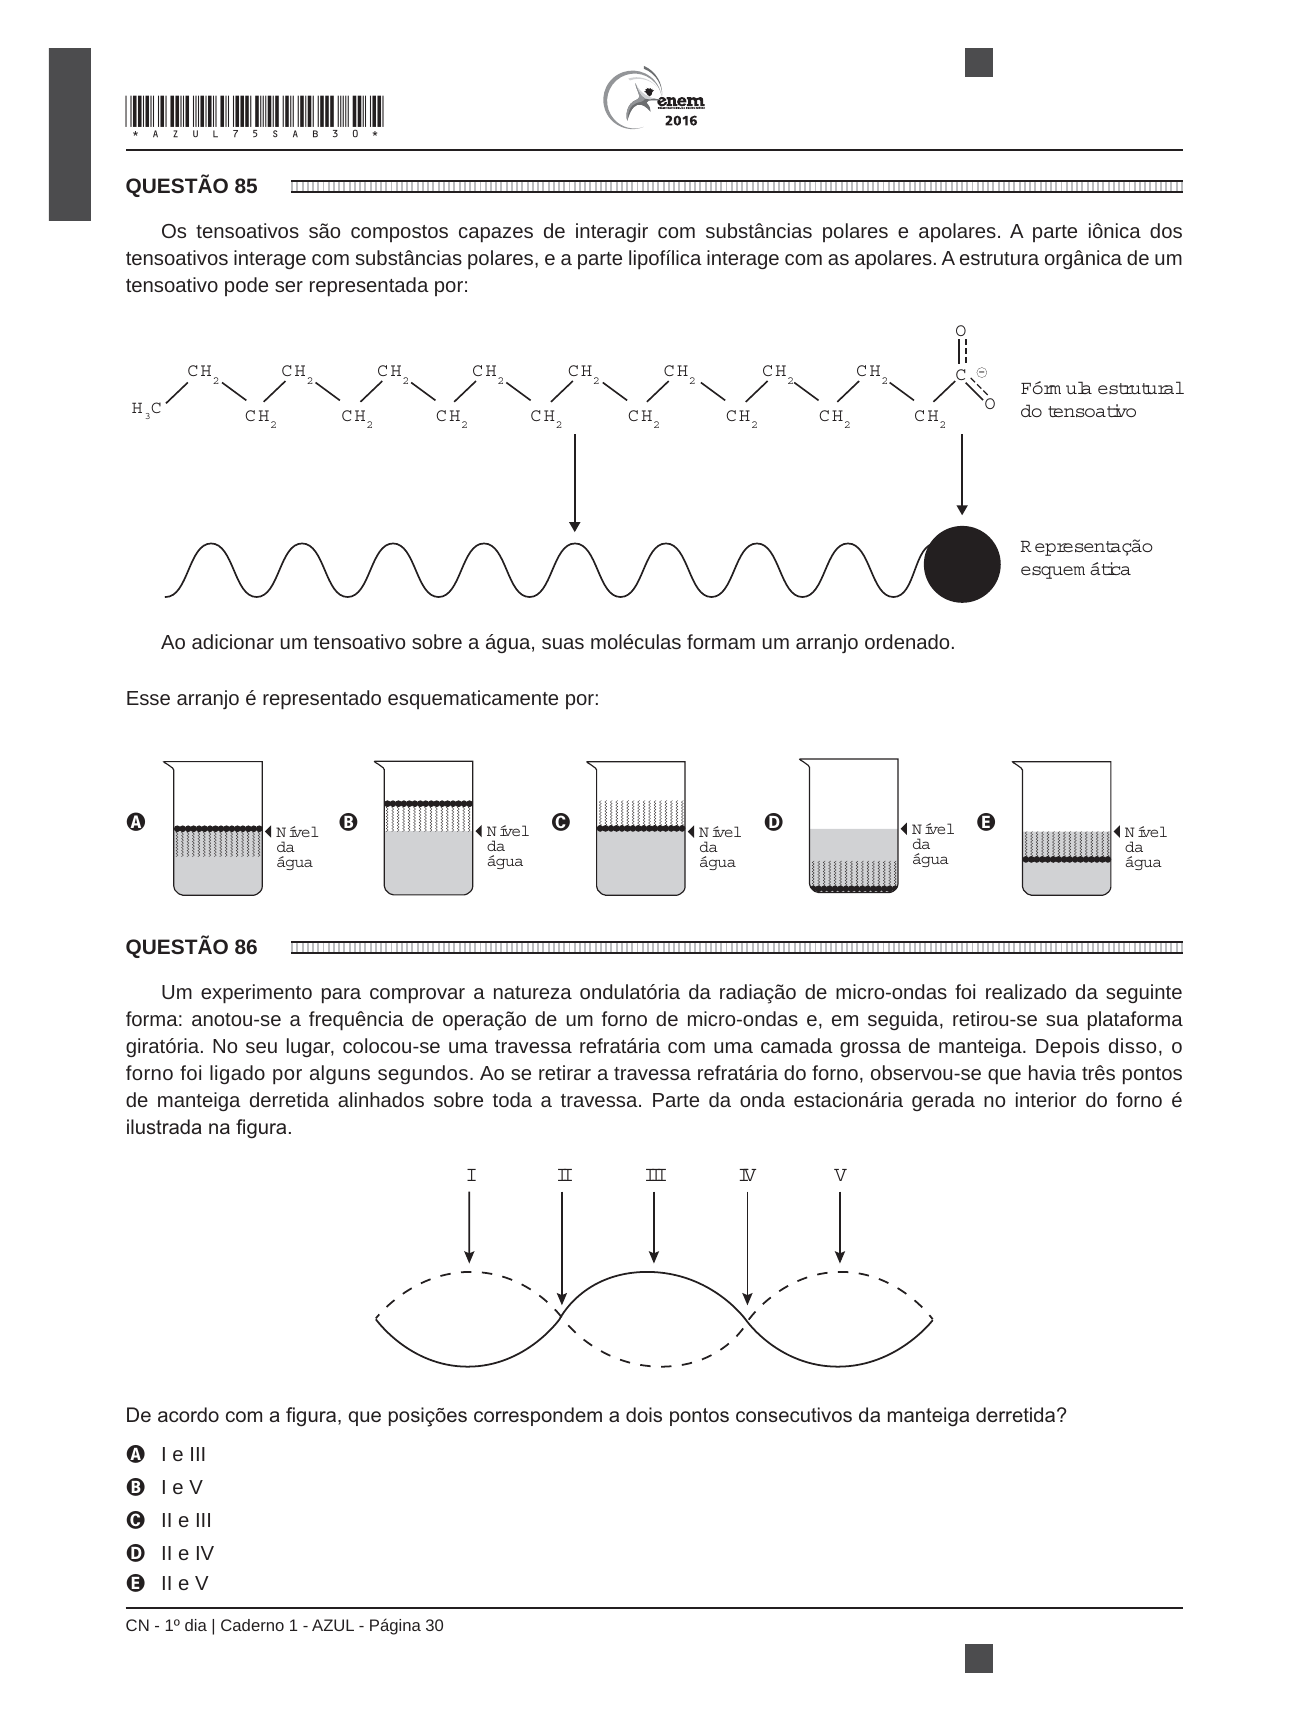 *AZUL75SAB30*
enem
2016
QUESTÃO 85
Os tensoativos são compostos capazes de interagir com substâncias polares e apolares. A parte iônica dos
tensoativos interage com substâncias polares, e a parte lipofílica interage com as apolares. A estrutura orgânica de um
tensoativo pode ser representada por:
O
CH2 CH2 CH2 CH2 CH2 CH2 CH2 CH2 C ⊖
H3C CH2 CH2 CH2 CH2 CH2 CH2 CH2 CH2 O
Fórmula estrutural
do tensoativo
Representação
esquemática
Ao adicionar um tensoativo sobre a água, suas moléculas formam um arranjo ordenado.
Esse arranjo é representado esquematicamente por:
A Nível
da
água
B Nível
da
água
C Nível
da
água
D Nível
da
água
E Nível
da
água
QUESTÃO 86
Um experimento para comprovar a natureza ondulatória da radiação de micro-ondas foi realizado da seguinte
forma: anotou-se a frequência de operação de um forno de micro-ondas e, em seguida, retirou-se sua plataforma
giratória. No seu lugar, colocou-se uma travessa refratária com uma camada grossa de manteiga. Depois disso, o
forno foi ligado por alguns segundos. Ao se retirar a travessa refratária do forno, observou-se que havia três pontos
de manteiga derretida alinhados sobre toda a travessa. Parte da onda estacionária gerada no interior do forno é
ilustrada na figura.
I II III IV V
De acordo com a figura, que posições correspondem a dois pontos consecutivos da manteiga derretida?
A I e III
B I e V
C II e III
D II e IV
E II e V
CN - 1º dia | Caderno 1 - AZUL - Página 30